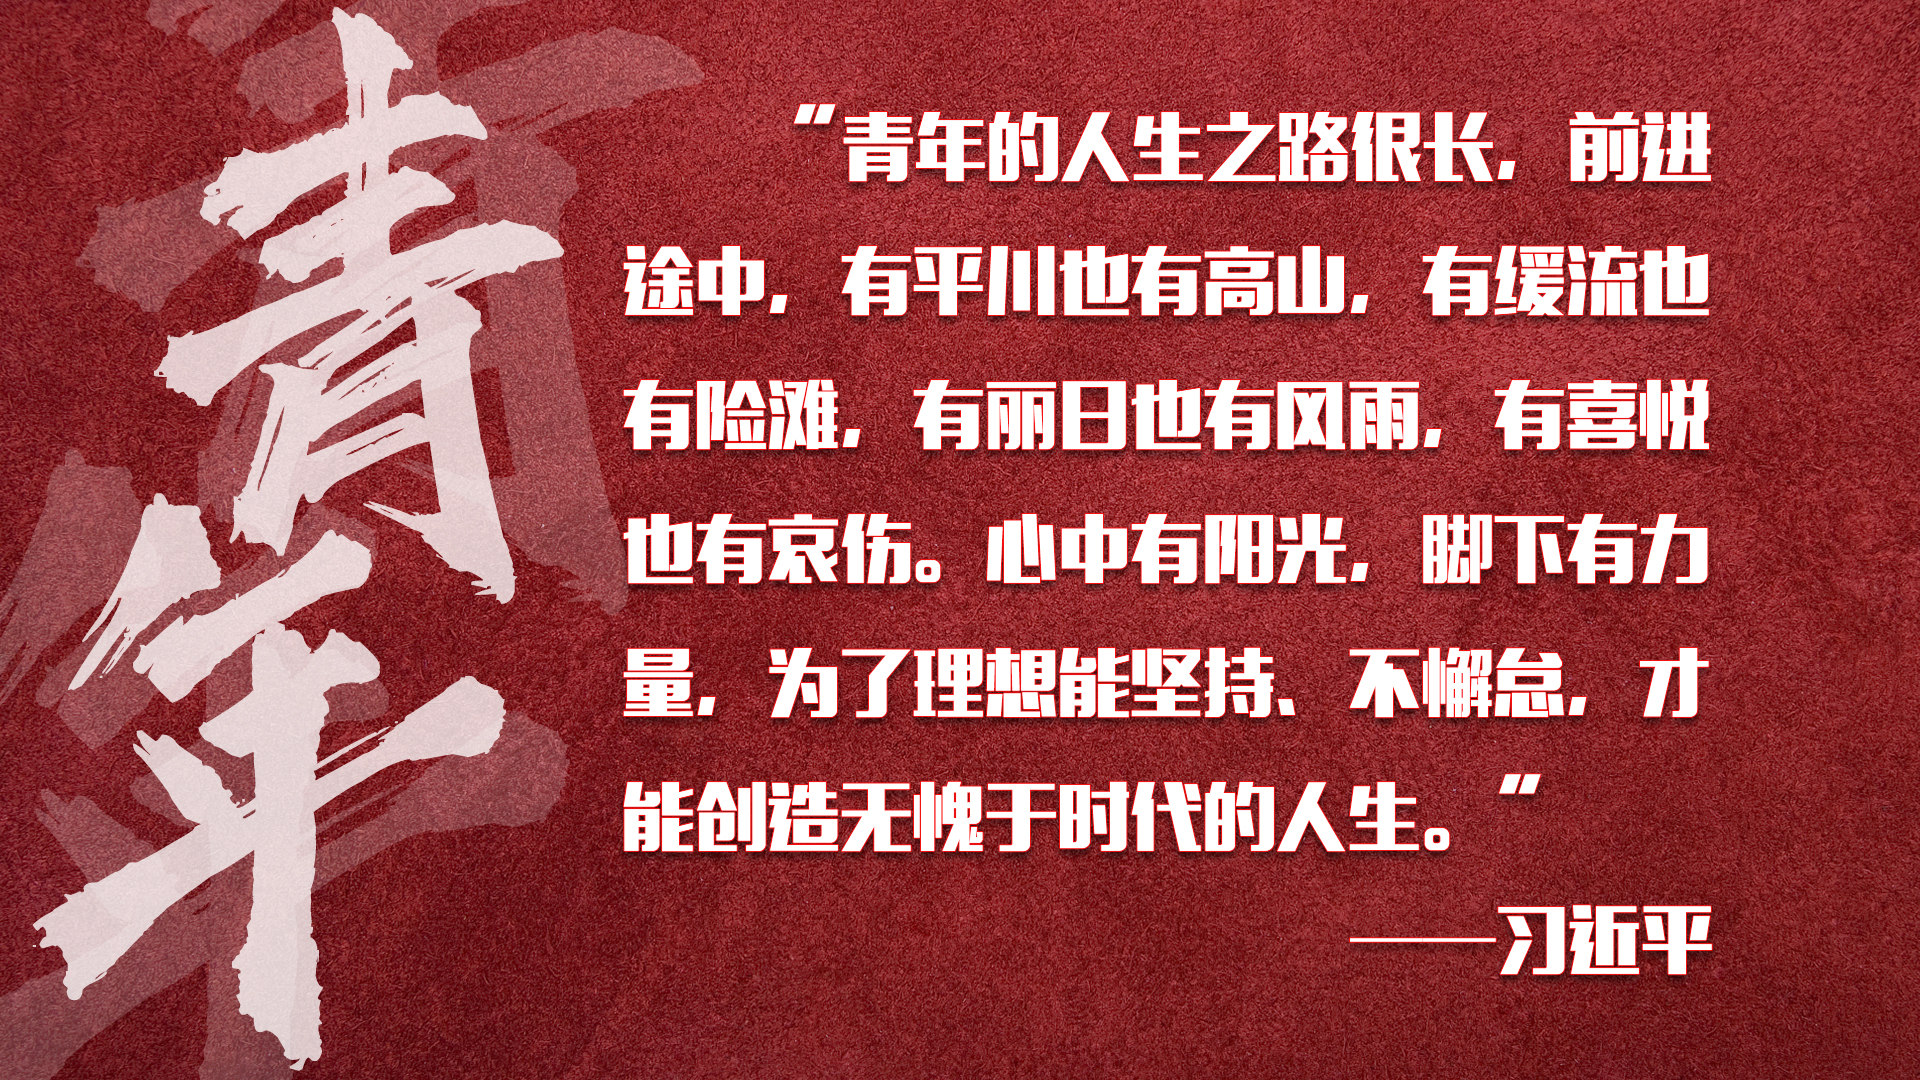 青年
“青年的人生之路很长，前进
途中，有平川也有高山，有缓流也
有险滩，有丽日也有风雨，有喜悦
也有哀伤。心中有阳光，脚下有力
量，为了理想能坚持、不懈怠，才
能创造无愧于时代的人生。”
——习近平